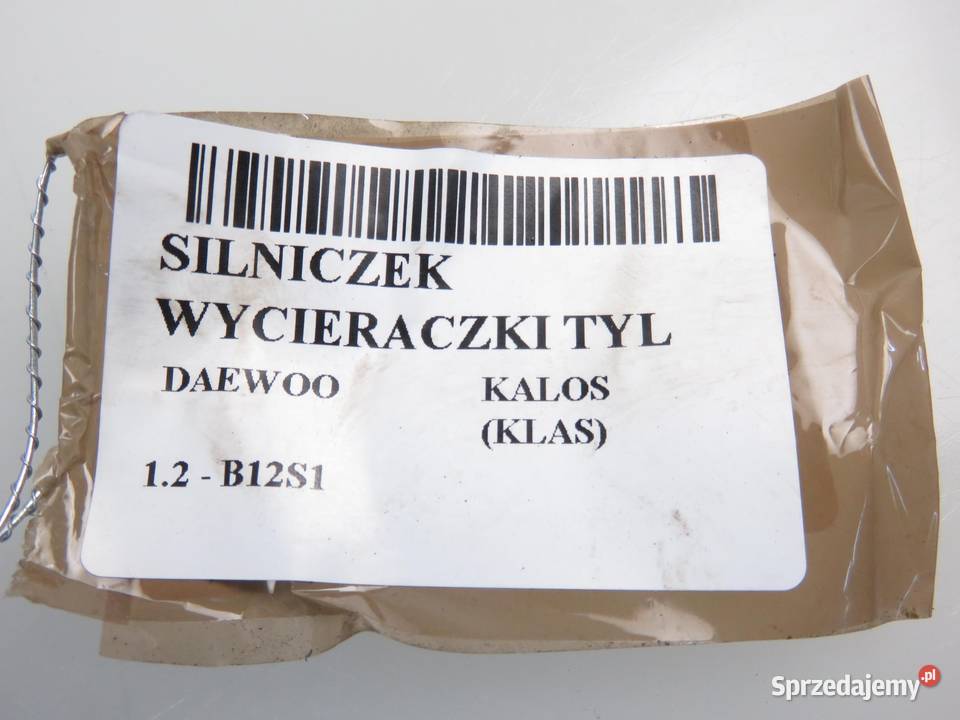 SILNICZEK
WYCIERACZKI TYL
DAEWOO KALOS
(KLAS)
1.2 - B12S1
Sprzedajemy.pl